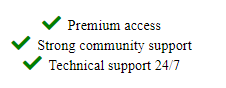 Premium access
Strong community support
Technical support 24/7